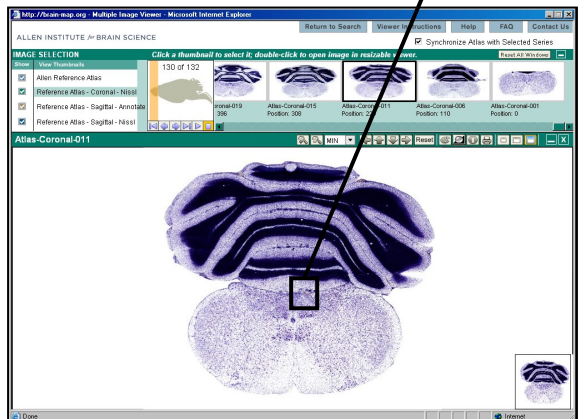 http://brain-map.org - Multiple Image Viewer - Microsoft Internet Explorer
Return to Search Viewer Instructions Help FAQ Contact Us
ALLEN INSTITUTE for BRAIN SCIENCE
Synchronize Atlas with Selected Series
IMAGE SELECTION Click a thumbnail to select it; double-click to open image in resizable viewer. Reset All Windows
Show View Thumbnails
130 of 132
Allen Reference Atlas
Reference Atlas - Coronal - Nissl
Reference Atlas - Sagittal - Annotate
Reference Atlas - Sagittal - Nissl
oronal-019 Atlas-Coronal-015 Atlas-Coronal-011 Atlas-Coronal-006 Atlas-Coronal-001
396 Position: 308 Position: Position: 110 Position: 0
Atlas-Coronal-011 MIN Reset
Done Internet